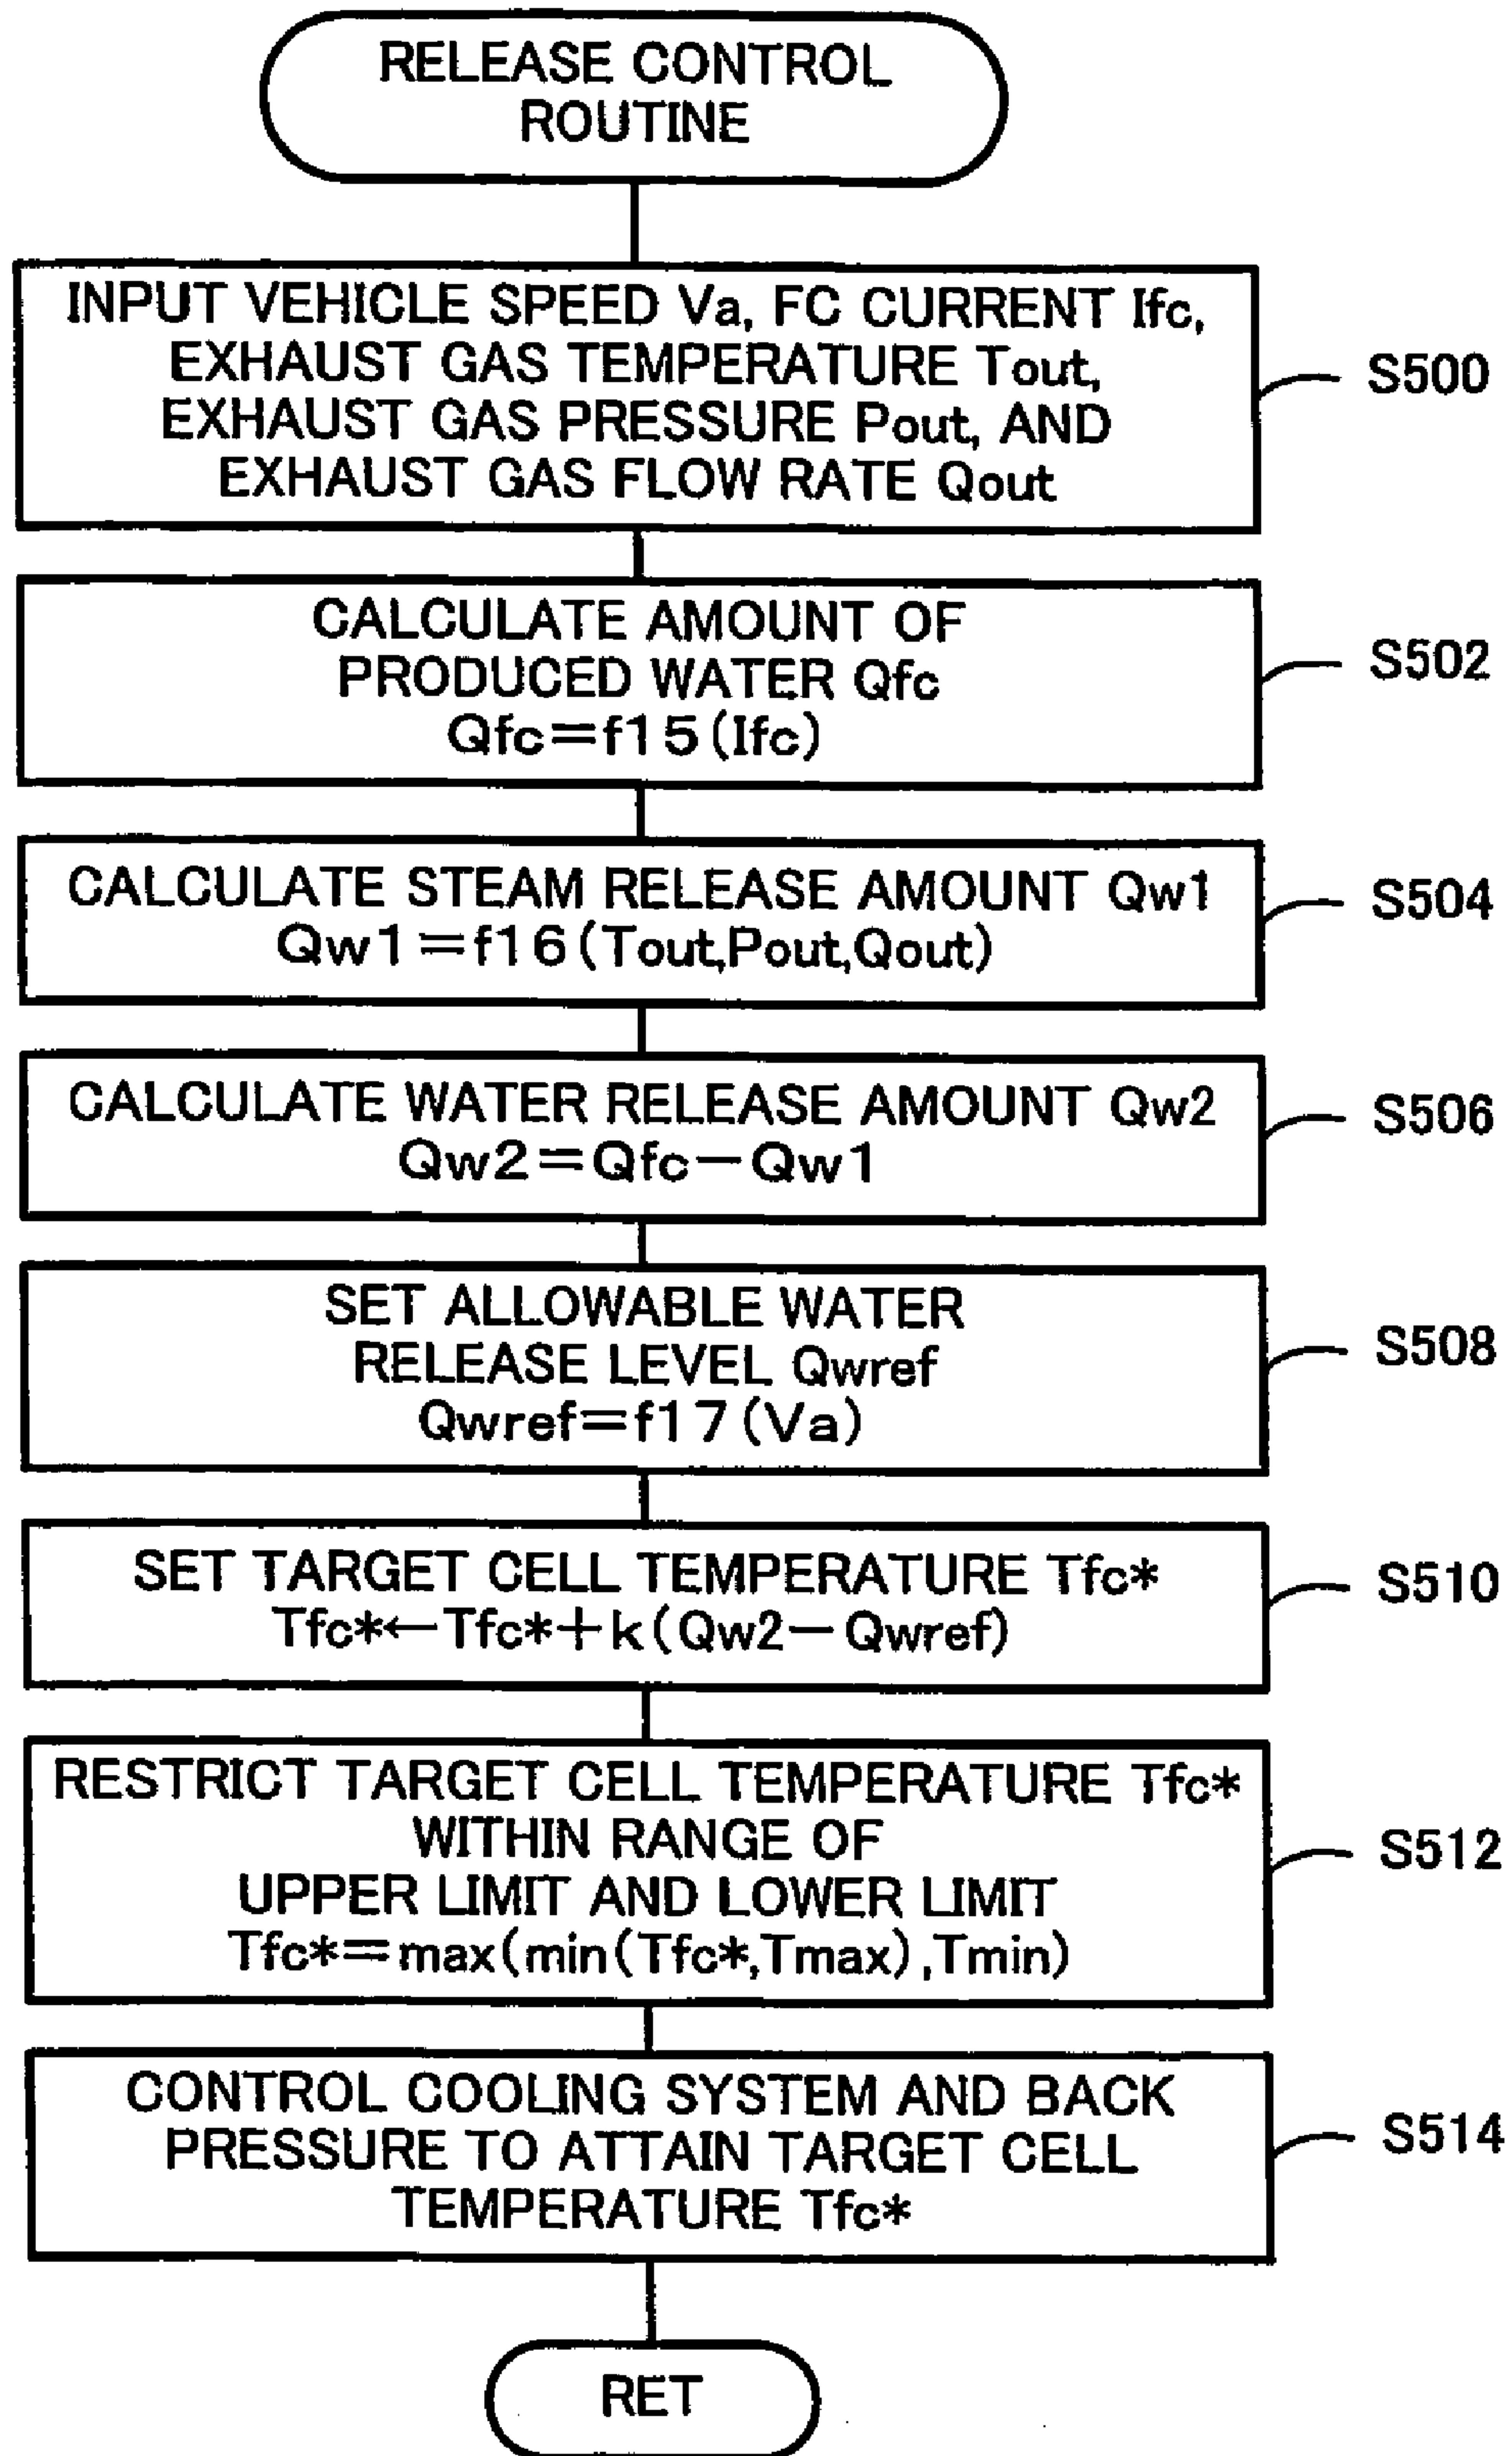 RELEASE CONTROL
ROUTINE
INPUT VEHICLE SPEED Va, FC CURRENT Ifc,
EXHAUST GAS TEMPERATURE Tout,
EXHAUST GAS PRESSURE Pout, AND
EXHAUST GAS FLOW RATE Qout
S500
CALCULATE AMOUNT OF
PRODUCED WATER Qfc
Qfc=f15(Ifc)
S502
CALCULATE STEAM RELEASE AMOUNT Qw1
Qw1=f16(Tout,Pout,Qout)
S504
CALCULATE WATER RELEASE AMOUNT Qw2
Qw2=Qfc−Qw1
S506
SET ALLOWABLE WATER
RELEASE LEVEL Qwref
Qwref=f17(Va)
S508
SET TARGET CELL TEMPERATURE Tfc*
Tfc*←Tfc*+k(Qw2−Qwref)
S510
RESTRICT TARGET CELL TEMPERATURE Tfc*
WITHIN RANGE OF
UPPER LIMIT AND LOWER LIMIT
Tfc*=max(min(Tfc*,Tmax),Tmin)
S512
CONTROL COOLING SYSTEM AND BACK
PRESSURE TO ATTAIN TARGET CELL
TEMPERATURE Tfc*
S514
RET